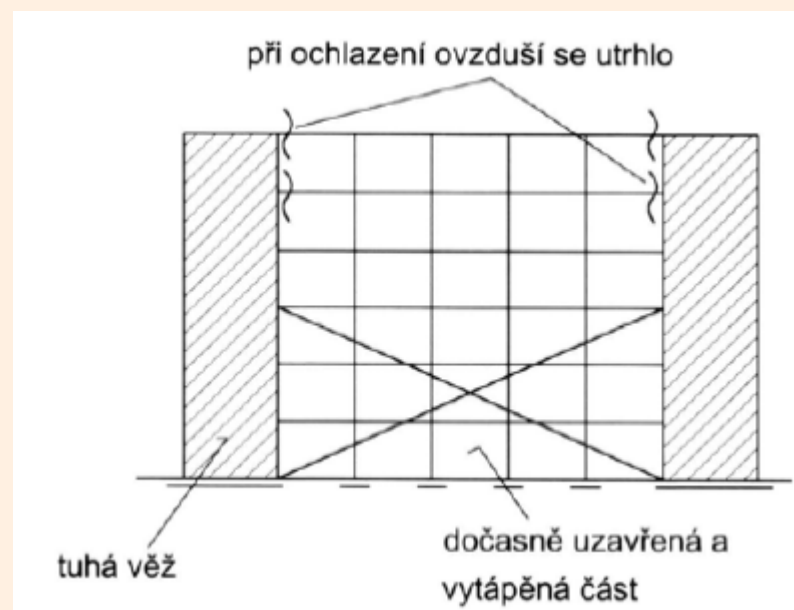 při ochlazení ovzduší se utrhlo
tuhá věž
dočasně uzavřená a
vytápěná část